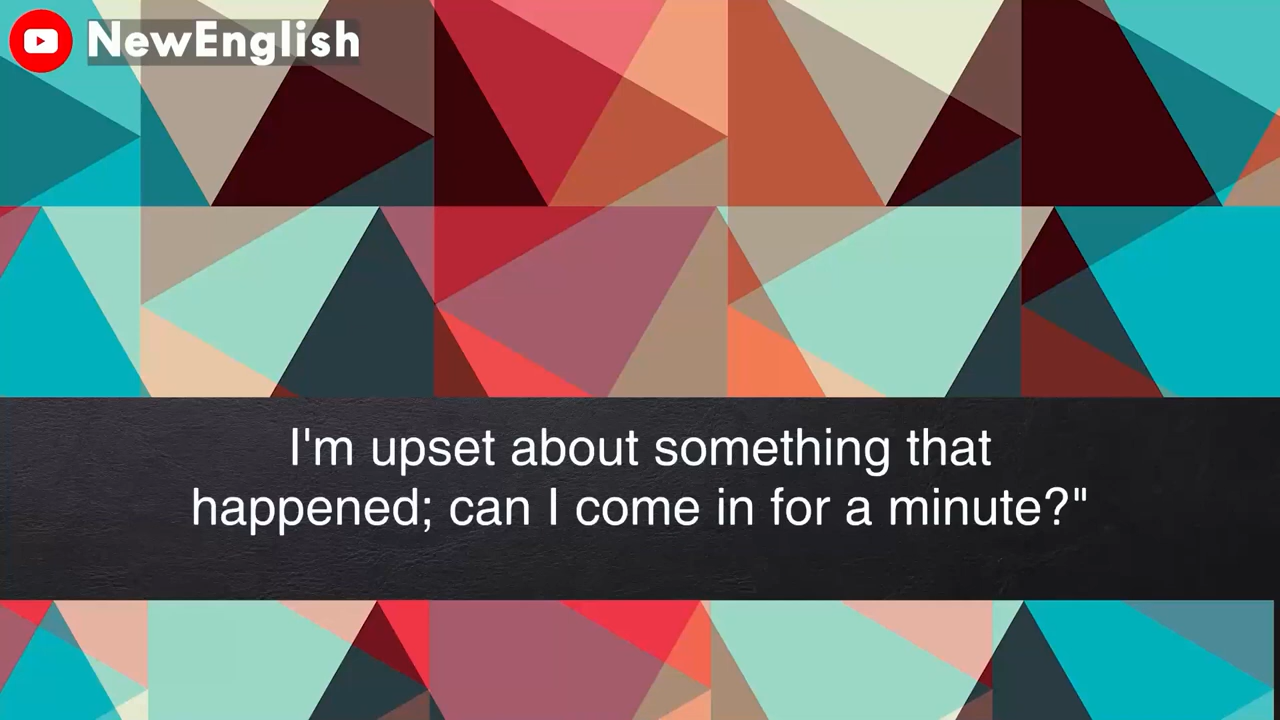 NewEnglish
I'm upset about something that
happened; can I come in for a minute?"